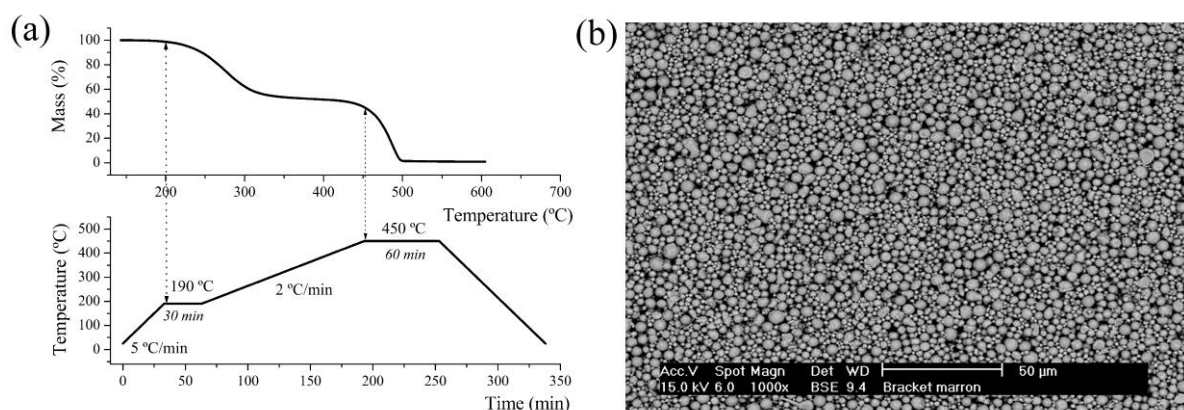 (a)
100
80
60
40
20
0
Mass (%)
200 300 400 500 600 700
Temperature (ºC)
500
400
300
200
100
0
Temperature (ºC)
190 ºC
30 min
5 ºC/min
2 ºC/min
450 ºC
60 min
0 50 100 150 200 250 300 350
Time (min)
(b)
Acc.V Spot Magn Det WD 50 µm
15.0 kV 6.0 1000x BSE 9.4 Bracket marron